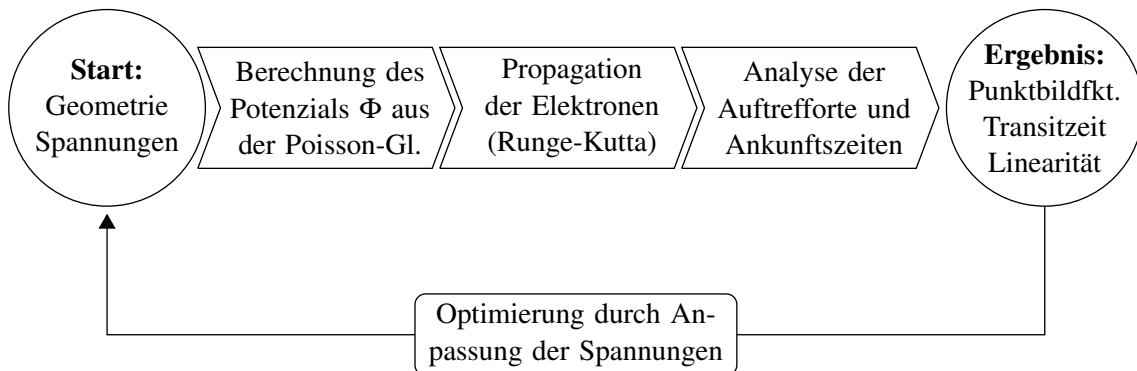 Start:
Geometrie
Spannungen
Berechnung des
Potenzials Φ aus
der Poisson-Gl.
Propagation
der Elektronen
(Runge-Kutta)
Analyse der
Auftrefforte und
Ankunftszeiten
Ergebnis:
Punktbildfkt.
Transitzeit
Linearität
Optimierung durch An-
passung der Spannungen